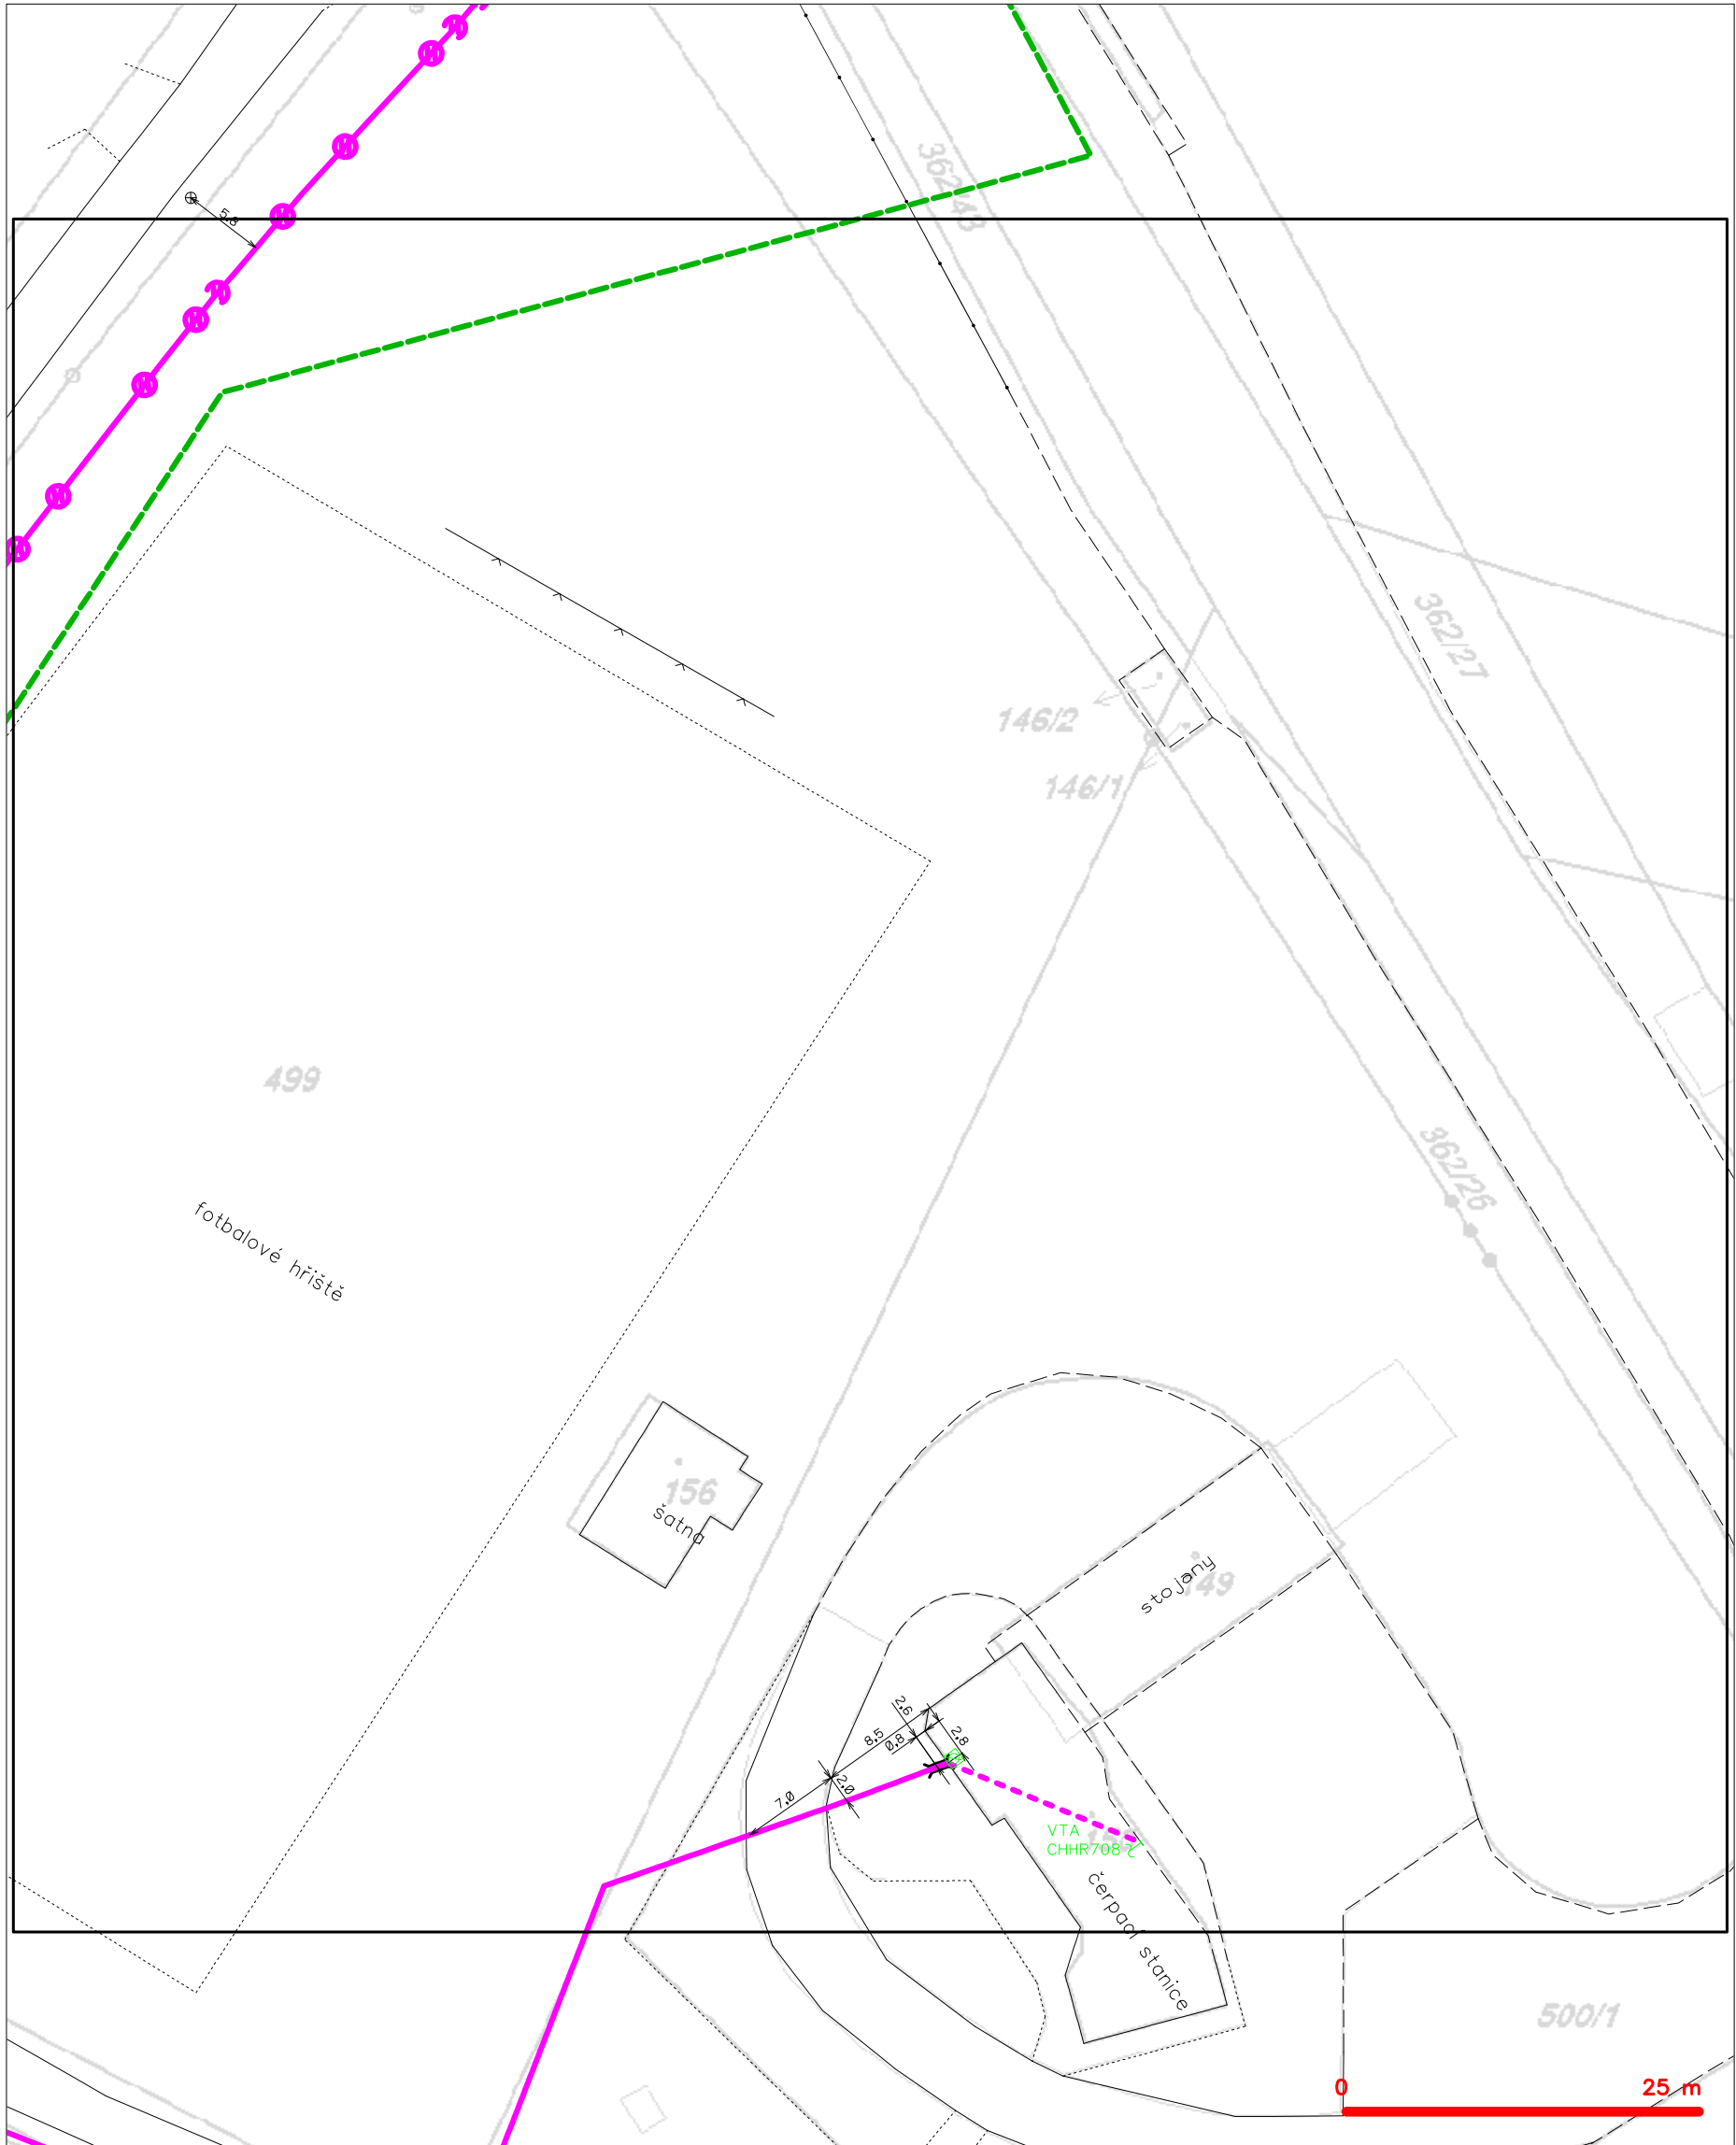 5,8
362/43
362/27
146/2
146/1
499
362/26
fotbalové hřiště
156
šatna
stojany
149
2,6
8,5
0,8
2,8
7,0
2,0
VTA
CHHR708
čerpací stanice
500/1
0
25 m